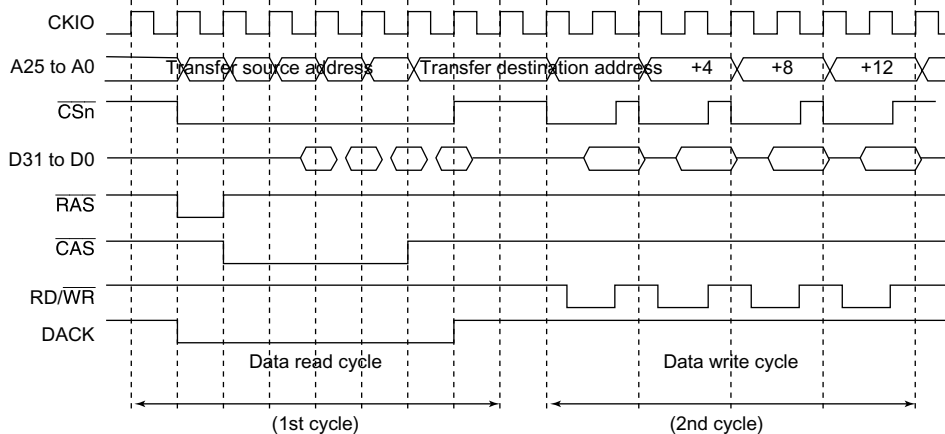 CKIO
A25 to A0 Transfer source address Transfer destination address +4 +8 +12
CSn
D31 to D0
RAS
CAS
RD/WR
DACK
Data read cycle Data write cycle
(1st cycle) (2nd cycle)